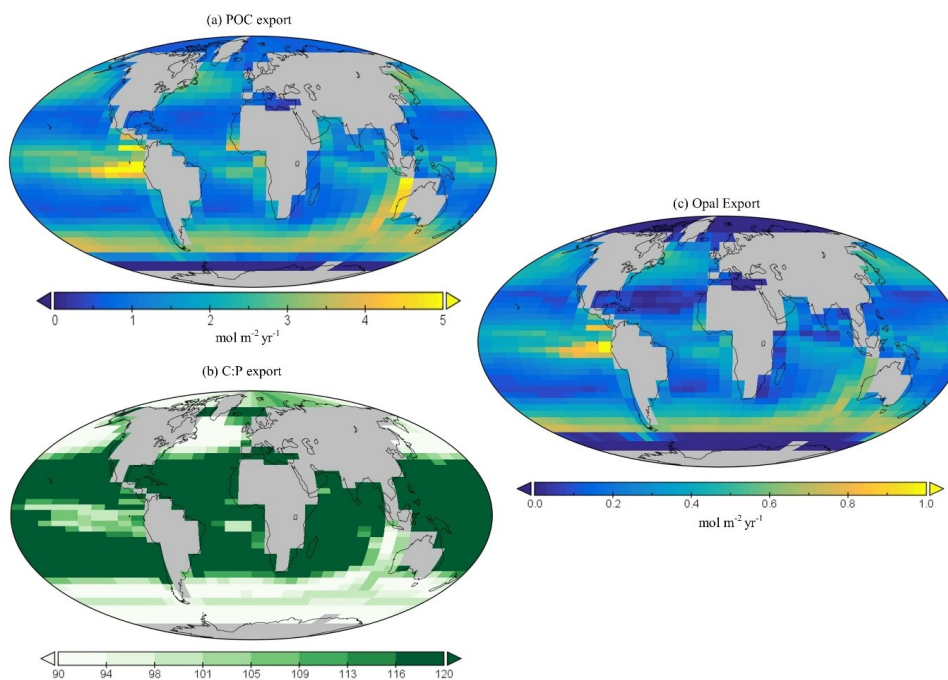 (a) POC export
0 1 2 3 4 5
mol m⁻² yr⁻¹
(b) C:P export
90 94 98 101 105 109 113 116 120
(c) Opal Export
0.0 0.2 0.4 0.6 0.8 1.0
mol m⁻² yr⁻¹